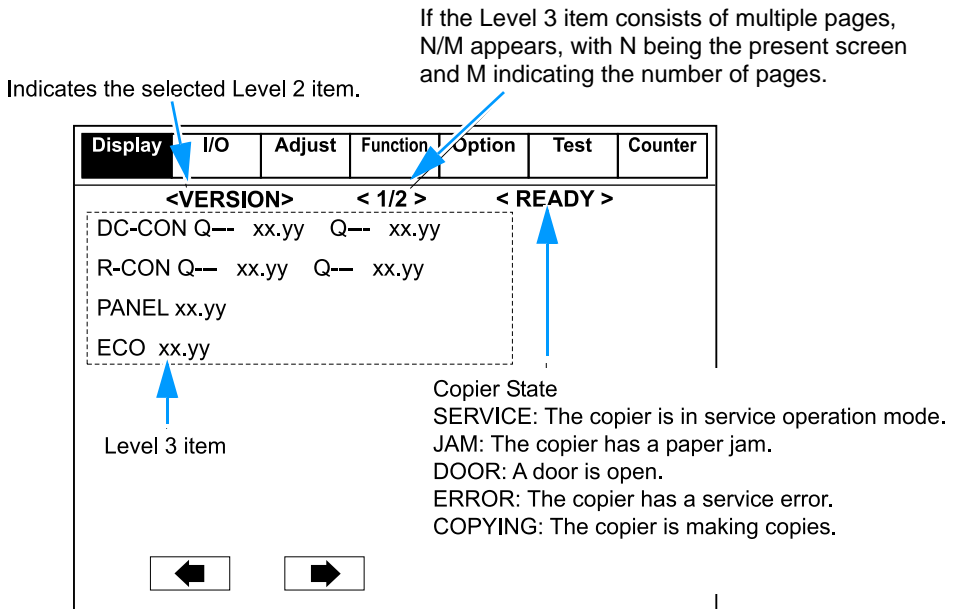 If the Level 3 item consists of multiple pages,
N/M appears, with N being the present screen
and M indicating the number of pages.
Indicates the selected Level 2 item.
Display I/O Adjust Function Option Test Counter
<VERSION> < 1/2 > < READY >
DC-CON Q--- xx.yy Q--- xx.yy
R-CON Q--- xx.yy Q--- xx.yy
PANEL xx.yy
ECO xx.yy
Level 3 item
Copier State
SERVICE: The copier is in service operation mode.
JAM: The copier has a paper jam.
DOOR: A door is open.
ERROR: The copier has a service error.
COPYING: The copier is making copies.